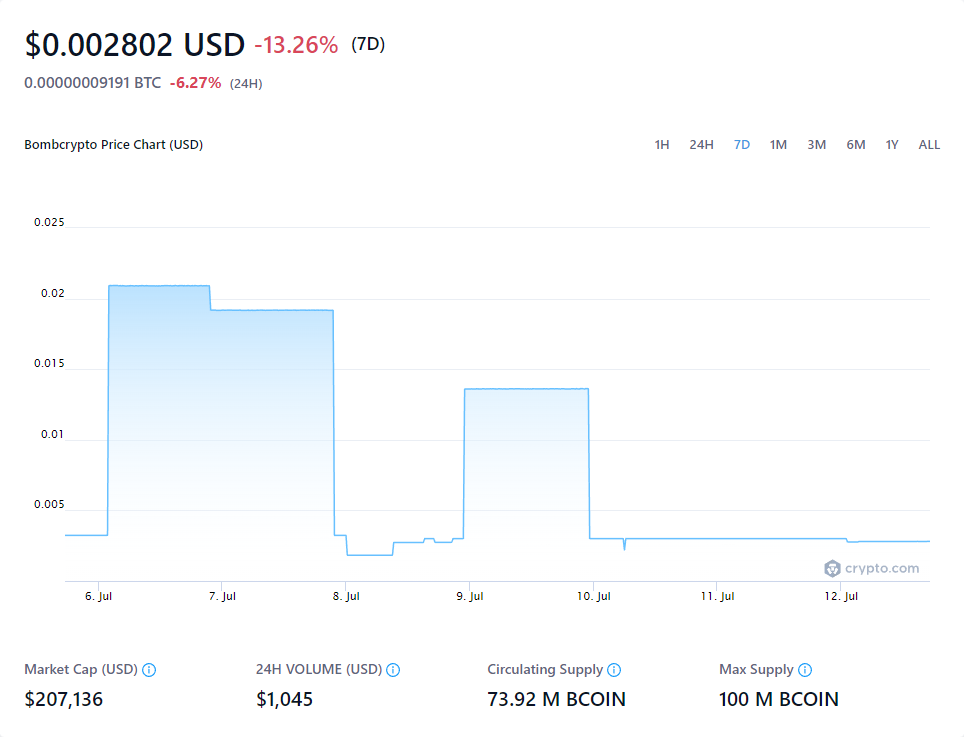 $0.002802 USD -13.26% (7D)
0.00000009191 BTC -6.27% (24H)
Bombcrypto Price Chart (USD) 1H 24H 7D 1M 3M 6M 1Y ALL
0.025
0.02
0.015
0.01
0.005
crypto.com
6. Jul 7. Jul 8. Jul 9. Jul 10. Jul 11. Jul 12. Jul
Market Cap (USD) 24H VOLUME (USD) Circulating Supply Max Supply
$207,136 $1,045 73.92 M BCOIN 100 M BCOIN